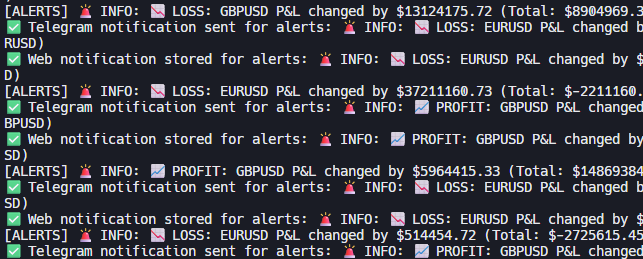 [ALERTS] 🚨 INFO: 📉 LOSS: GBPUSD P&L changed by $13124175.72 (Total: $8904969.3
✅ Telegram notification sent for alerts: 🚨 INFO: 📉 LOSS: EURUSD P&L changed b
RUSD)
✅ Web notification stored for alerts: 🚨 INFO: 📉 LOSS: EURUSD P&L changed by $
D)
[ALERTS] 🚨 INFO: 📉 LOSS: EURUSD P&L changed by $37211160.73 (Total: $-2211160.
✅ Telegram notification sent for alerts: 🚨 INFO: 📈 PROFIT: GBPUSD P&L changed
BPUSD)
✅ Web notification stored for alerts: 🚨 INFO: 📈 PROFIT: GBPUSD P&L changed by
SD)
[ALERTS] 🚨 INFO: 📈 PROFIT: GBPUSD P&L changed by $5964415.33 (Total: $14869384
✅ Telegram notification sent for alerts: 🚨 INFO: 📉 LOSS: EURUSD P&L changed b
SD)
✅ Web notification stored for alerts: 🚨 INFO: 📉 LOSS: EURUSD P&L changed by $
[ALERTS] 🚨 INFO: 📉 LOSS: EURUSD P&L changed by $514454.72 (Total: $-2725615.45
✅ Telegram notification sent for alerts: 🚨 INFO: 📈 PROFIT: GBPUSD P&L changed